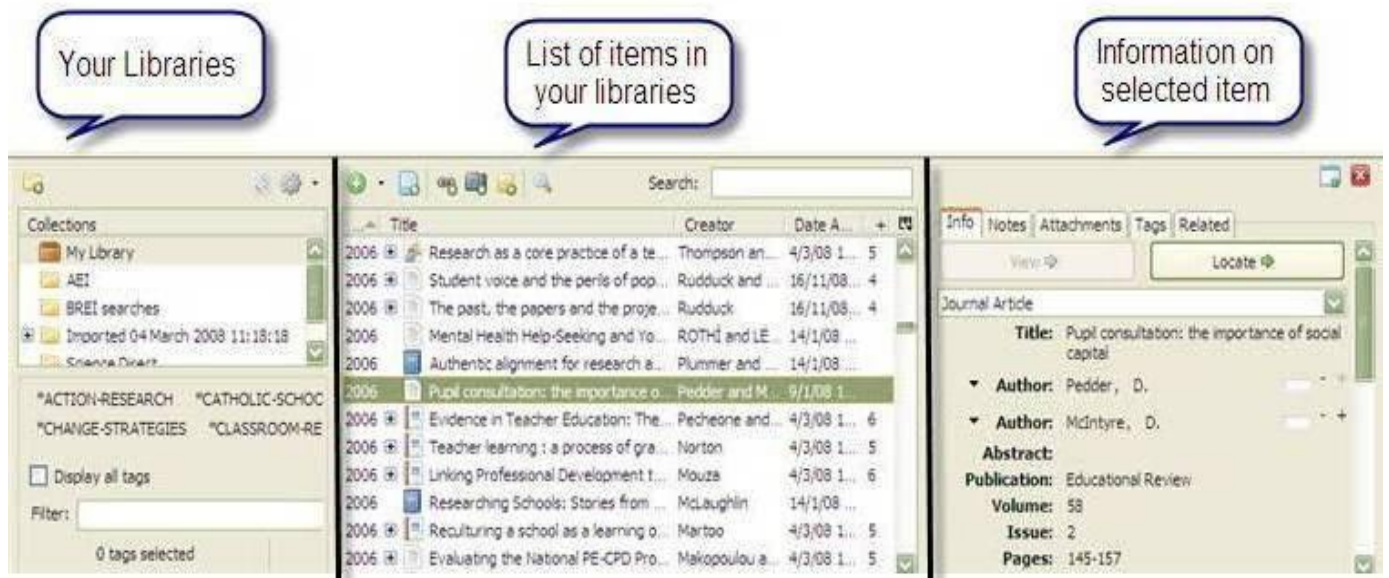 Your Libraries
List of items in
your libraries
Information on
selected item
Collections
My Library
AEI
BREI searches
Imported 04 March 2008 11:18:18
Science Direct
*ACTION-RESEARCH *CATHOLIC-SCHOO
*CHANGE-STRATEGIES *CLASSROOM-RE
Display all tags
Filter:
0 tags selected
Search:
... Title Creator Date A... +
2006 Research as a core practice of a te... Thompson an... 4/3/08 1... 5
2006 Student voice and the perils of pop... Rudduck and ... 16/11/08... 4
2006 The past, the papers and the proje... Rudduck 16/11/08... 4
2006 Mental Health Help-Seeking and Yo... ROTHÍ and LE... 14/1/08 ...
2006 Authentic alignment for research a... Plummer and ... 14/1/08 ...
2006 Pupil consultation: the importance o... Pedder and M... 9/1/08 1...
2006 Evidence in Teacher Education: The... Pecheone and... 4/3/08 1... 6
2006 Teacher learning : a process of gra... Norton 4/3/08 1... 5
2006 Linking Professional Development t... Mouza 4/3/08 1... 6
2006 Researching Schools: Stories from ... McLaughlin 14/1/08 ...
2006 Reculturing a school as a learning o... Martoo 4/3/08 1... 5
2006 Evaluating the National PE-CPD Pro... Makopoulou a... 4/3/08 1... 5
Info Notes Attachments Tags Related
View Locate
Journal Article
Title: Pupil consultation: the importance of social
capital
Author: Pedder, D.
Author: McIntyre, D.
Abstract:
Publication: Educational Review
Volume: 58
Issue: 2
Pages: 145-157